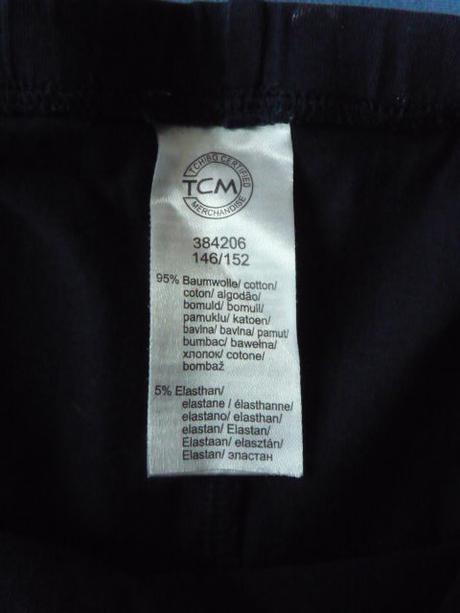 TCHIBO CERTIFIED
TCM
MERCHANDISE
384206
146/152
95% Baumwolle/ cotton/
coton/ algodão/
bomuld/ bomull/
pamuklu/ katoen/
bavlna/ bavlna/ pamut/
bumbac/ bawełna/
хлопок/ cotone/
bombaž
5% Elasthan/
elastane / élasthanne/
elastano/ elasthan/
elastan/ Elastan/
Elastaan/ elasztán/
Elastan/ эластан